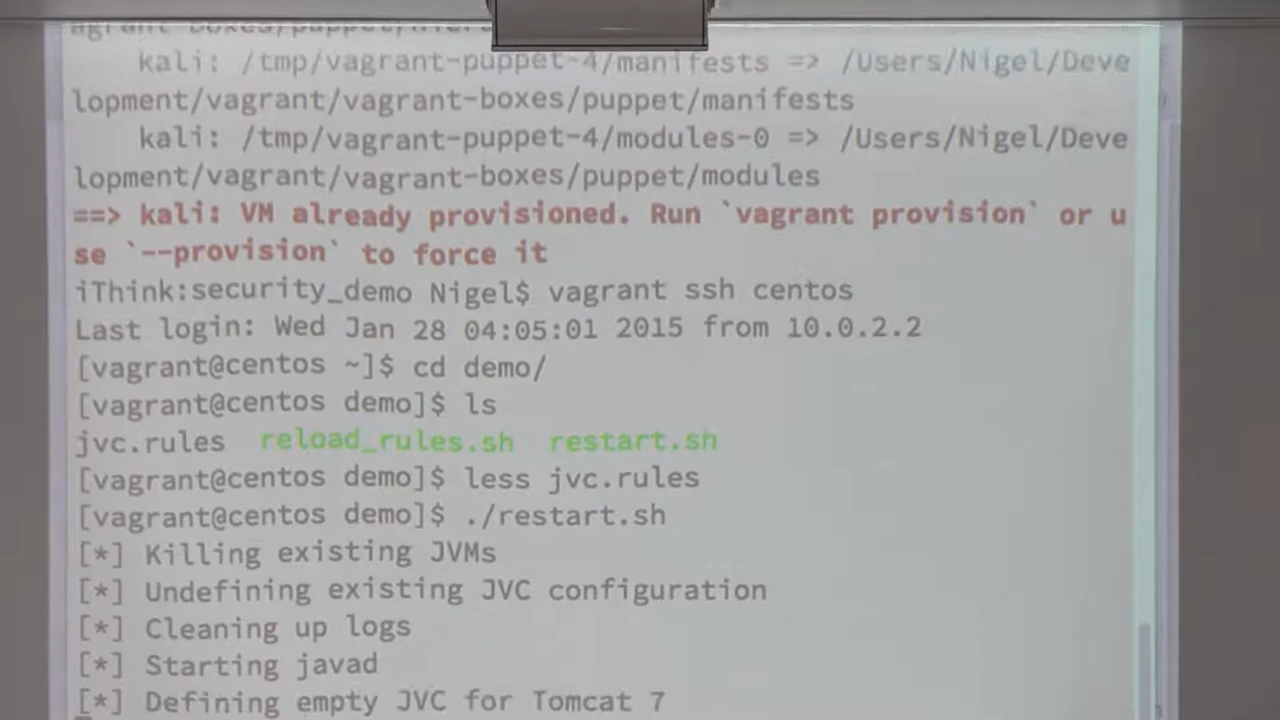 kali: /tmp/vagrant-puppet-4/manifests => /Users/Nigel/Deve
lopment/vagrant/vagrant-boxes/puppet/manifests
kali: /tmp/vagrant-puppet-4/modules-0 => /Users/Nigel/Deve
lopment/vagrant/vagrant-boxes/puppet/modules
==> kali: VM already provisioned. Run `vagrant provision` or u
se `--provision` to force it
iThink:security_demo Nigel$ vagrant ssh centos
Last login: Wed Jan 28 04:05:01 2015 from 10.0.2.2
[vagrant@centos ~]$ cd demo/
[vagrant@centos demo]$ ls
jvc.rules  reload_rules.sh  restart.sh
[vagrant@centos demo]$ less jvc.rules
[vagrant@centos demo]$ ./restart.sh
[*] Killing existing JVMs
[*] Undefining existing JVC configuration
[*] Cleaning up logs
[*] Starting javad
[*] Defining empty JVC for Tomcat 7